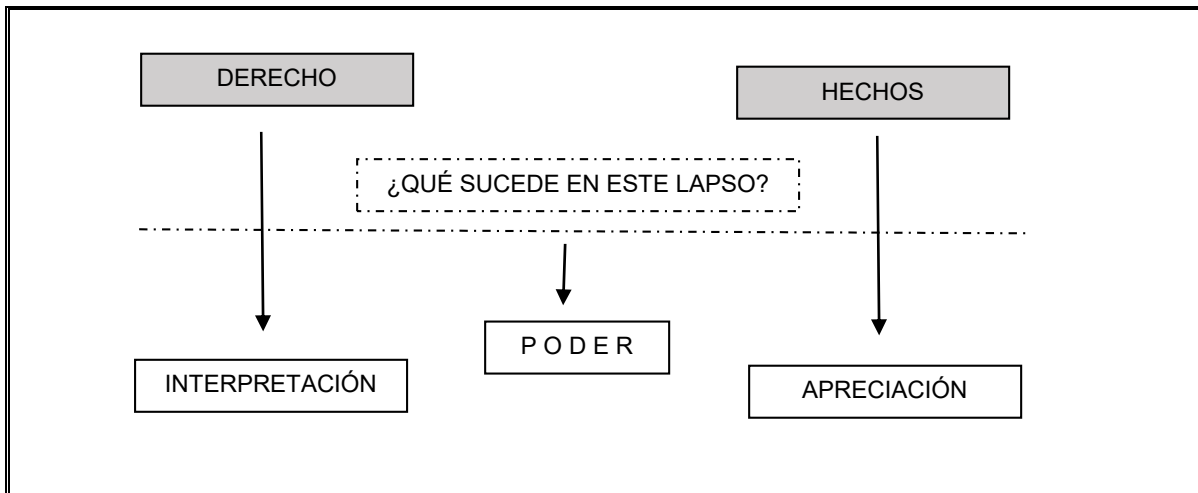 DERECHO
HECHOS
¿QUÉ SUCEDE EN ESTE LAPSO?
P O D E R
INTERPRETACIÓN
APRECIACIÓN